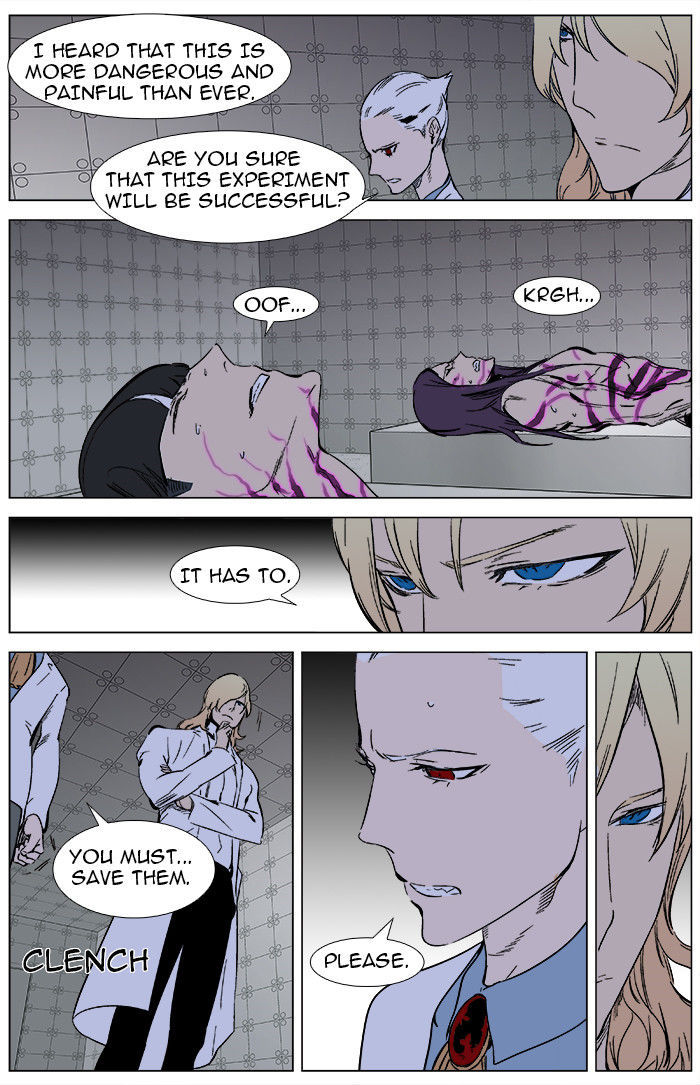 I HEARD THAT THIS IS
MORE DANGEROUS AND
PAINFUL THAN EVER.
ARE YOU SURE
THAT THIS EXPERIMENT
WILL BE SUCCESSFUL?
OOF...
KRGH...
IT HAS TO.
YOU MUST...
SAVE THEM.
CLENCH
PLEASE.